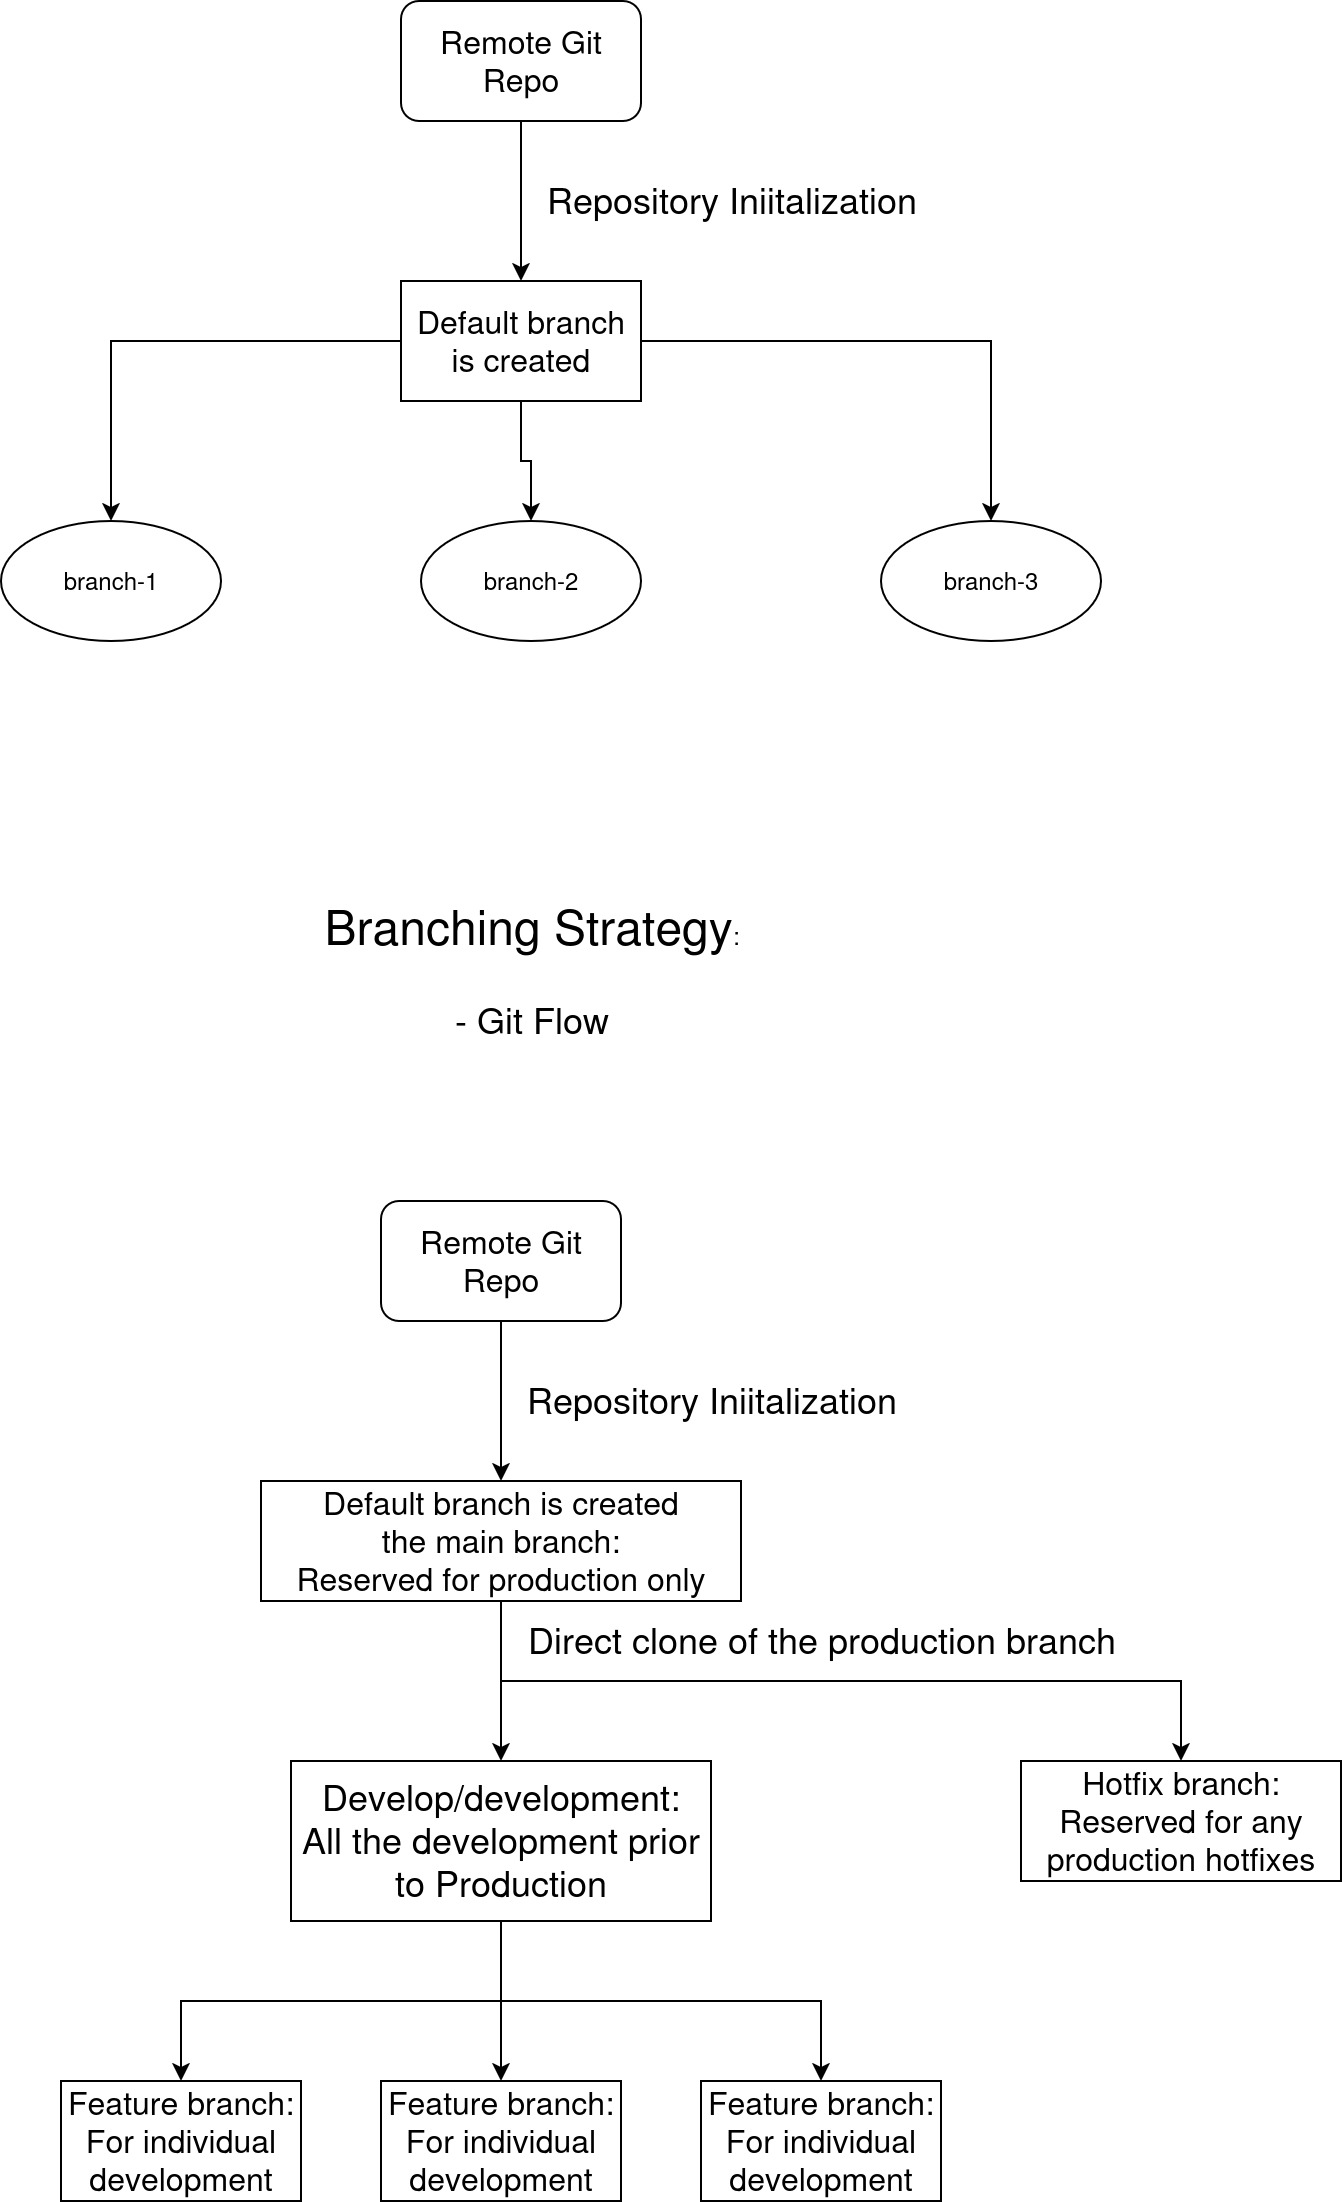 Remote Git
Repo
Repository Iniitalization
Default branch
is created
branch-1
branch-2
branch-3
Branching Strategy:
- Git Flow
Remote Git
Repo
Repository Iniitalization
Default branch is created
the main branch:
Reserved for production only
Direct clone of the production branch
Develop/development:
All the development prior
to Production
Hotfix branch:
Reserved for any
production hotfixes
Feature branch:
For individual
development
Feature branch:
For individual
development
Feature branch:
For individual
development